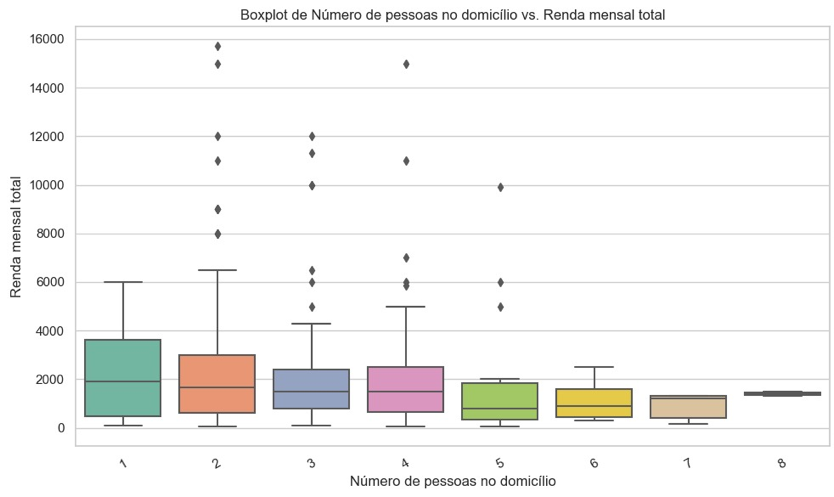 Boxplot de Número de pessoas no domicílio vs. Renda mensal total
Renda mensal total
16000
14000
12000
10000
8000
6000
4000
2000
0
1 2 3 4 5 6 7 8
Número de pessoas no domicílio